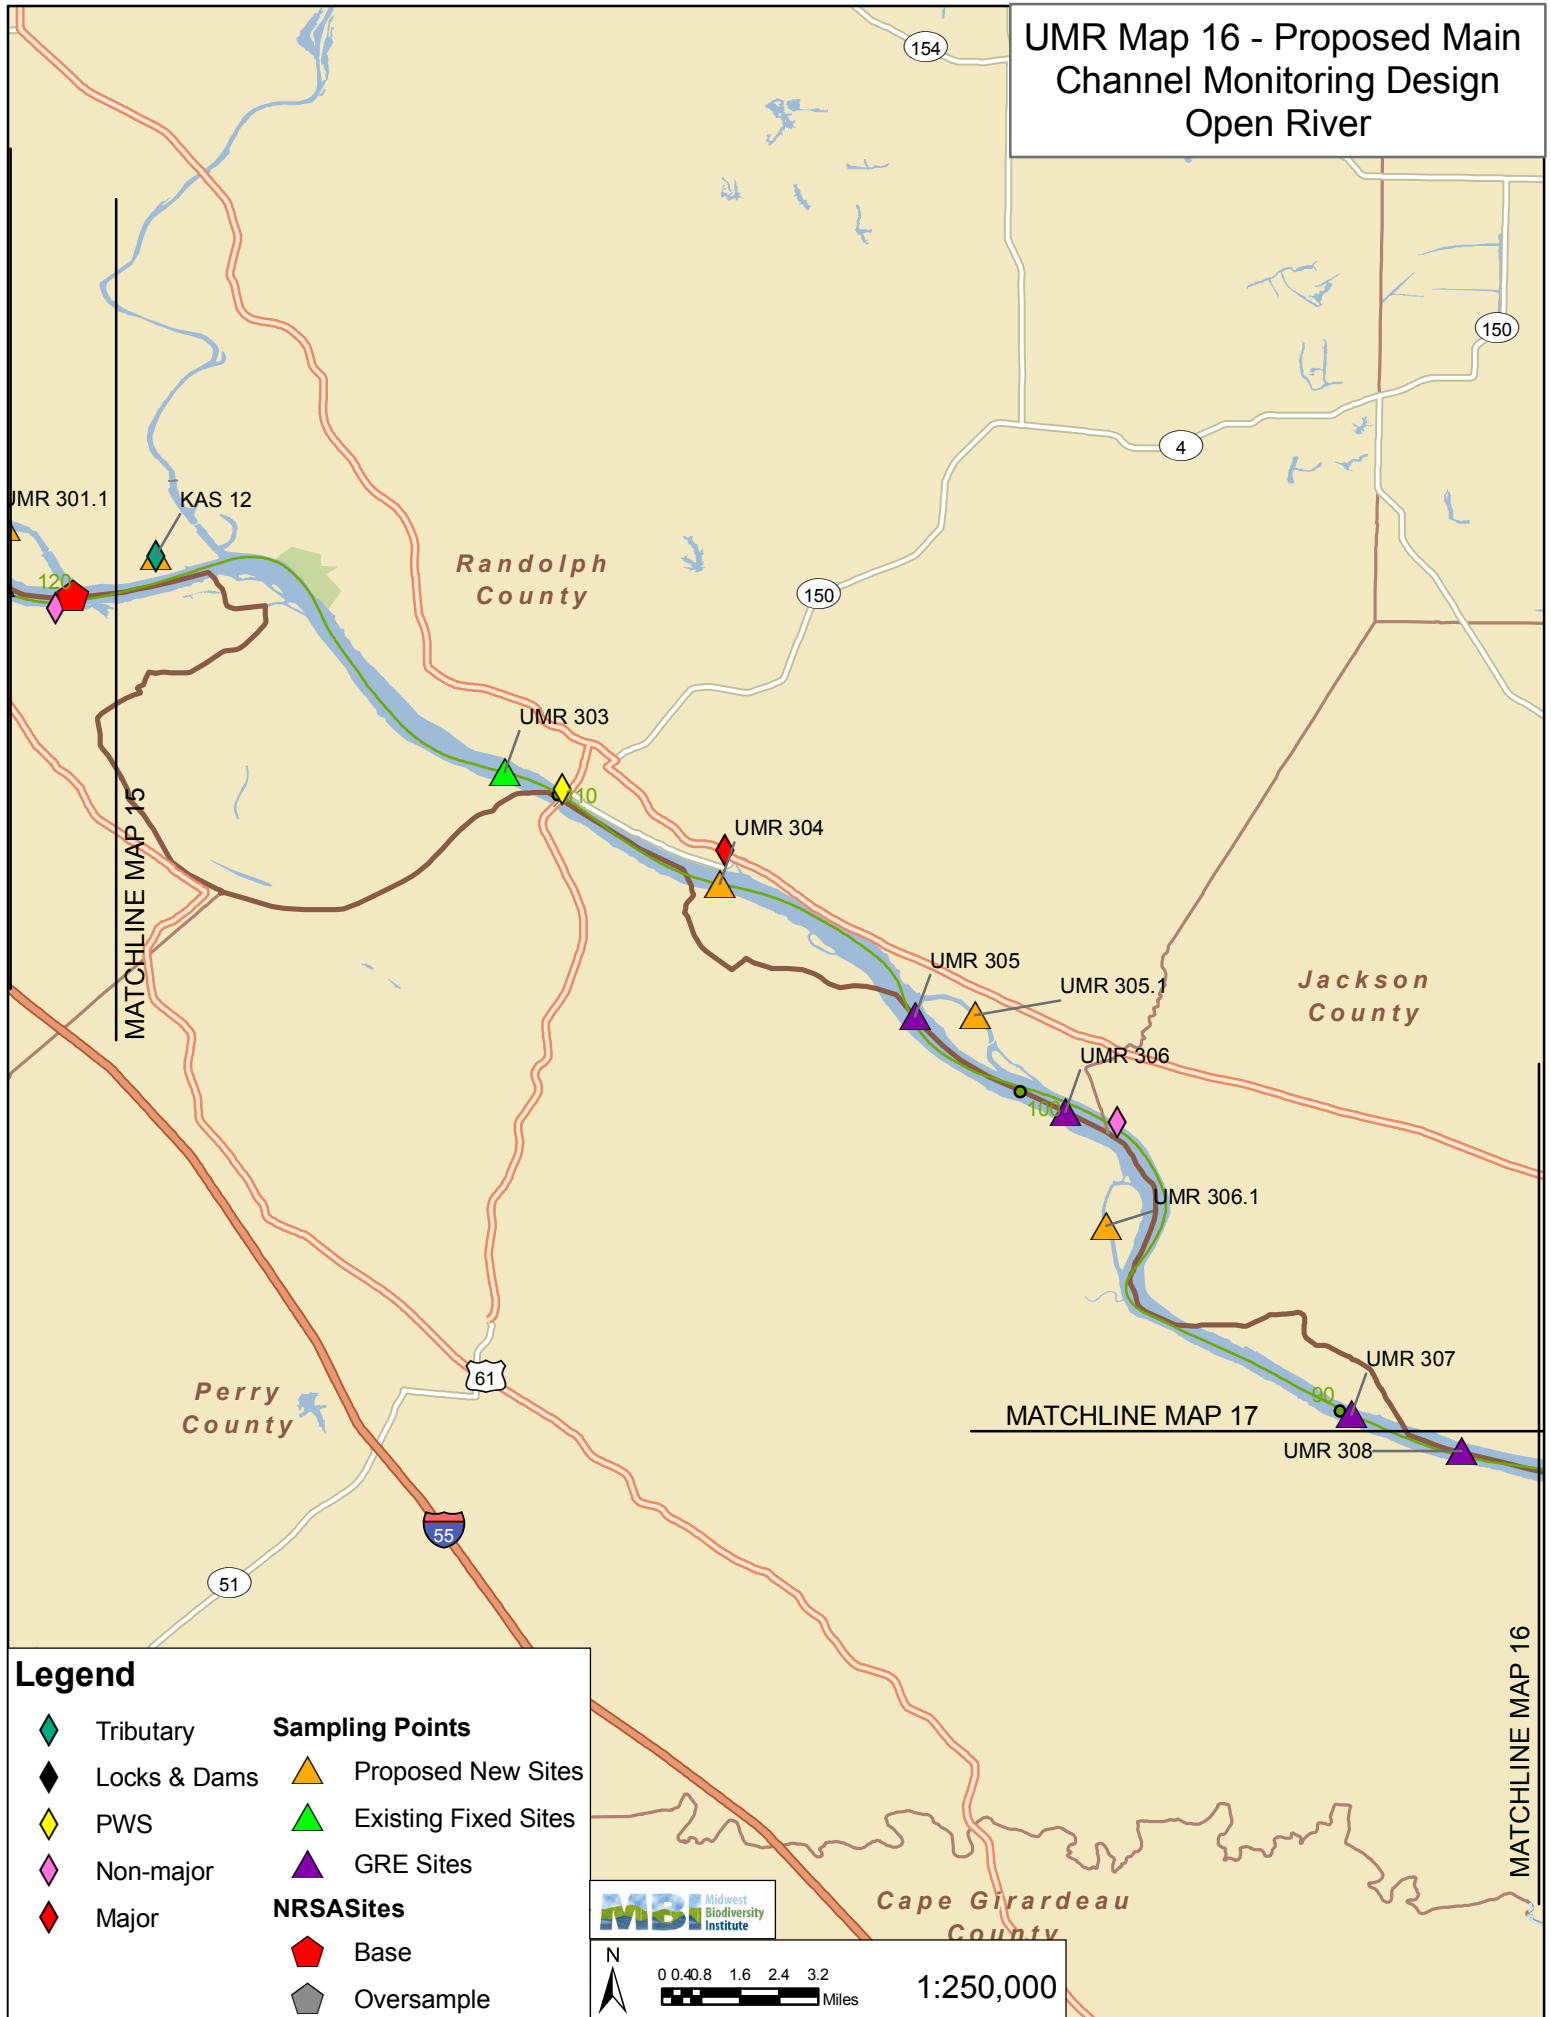 UMR Map 16 - Proposed Main
Channel Monitoring Design
Open River
154
150
4
150
UMR 301.1
KAS 12
120
Randolph
County
UMR 303
110
UMR 304
MATCHLINE MAP 15
UMR 305
UMR 305.1
Jackson
County
UMR 306
100
UMR 306.1
UMR 307
90
MATCHLINE MAP 17
UMR 308
61
Perry
County
55
51
MATCHLINE MAP 16
Cape Girardeau
County
Legend
Tributary
Locks & Dams
PWS
Non-major
Major
Sampling Points
Proposed New Sites
Existing Fixed Sites
GRE Sites
NRSASites
Base
Oversample
MBI Midwest
Biodiversity
Institute
N
0 0.4 0.8 1.6 2.4 3.2
Miles
1:250,000